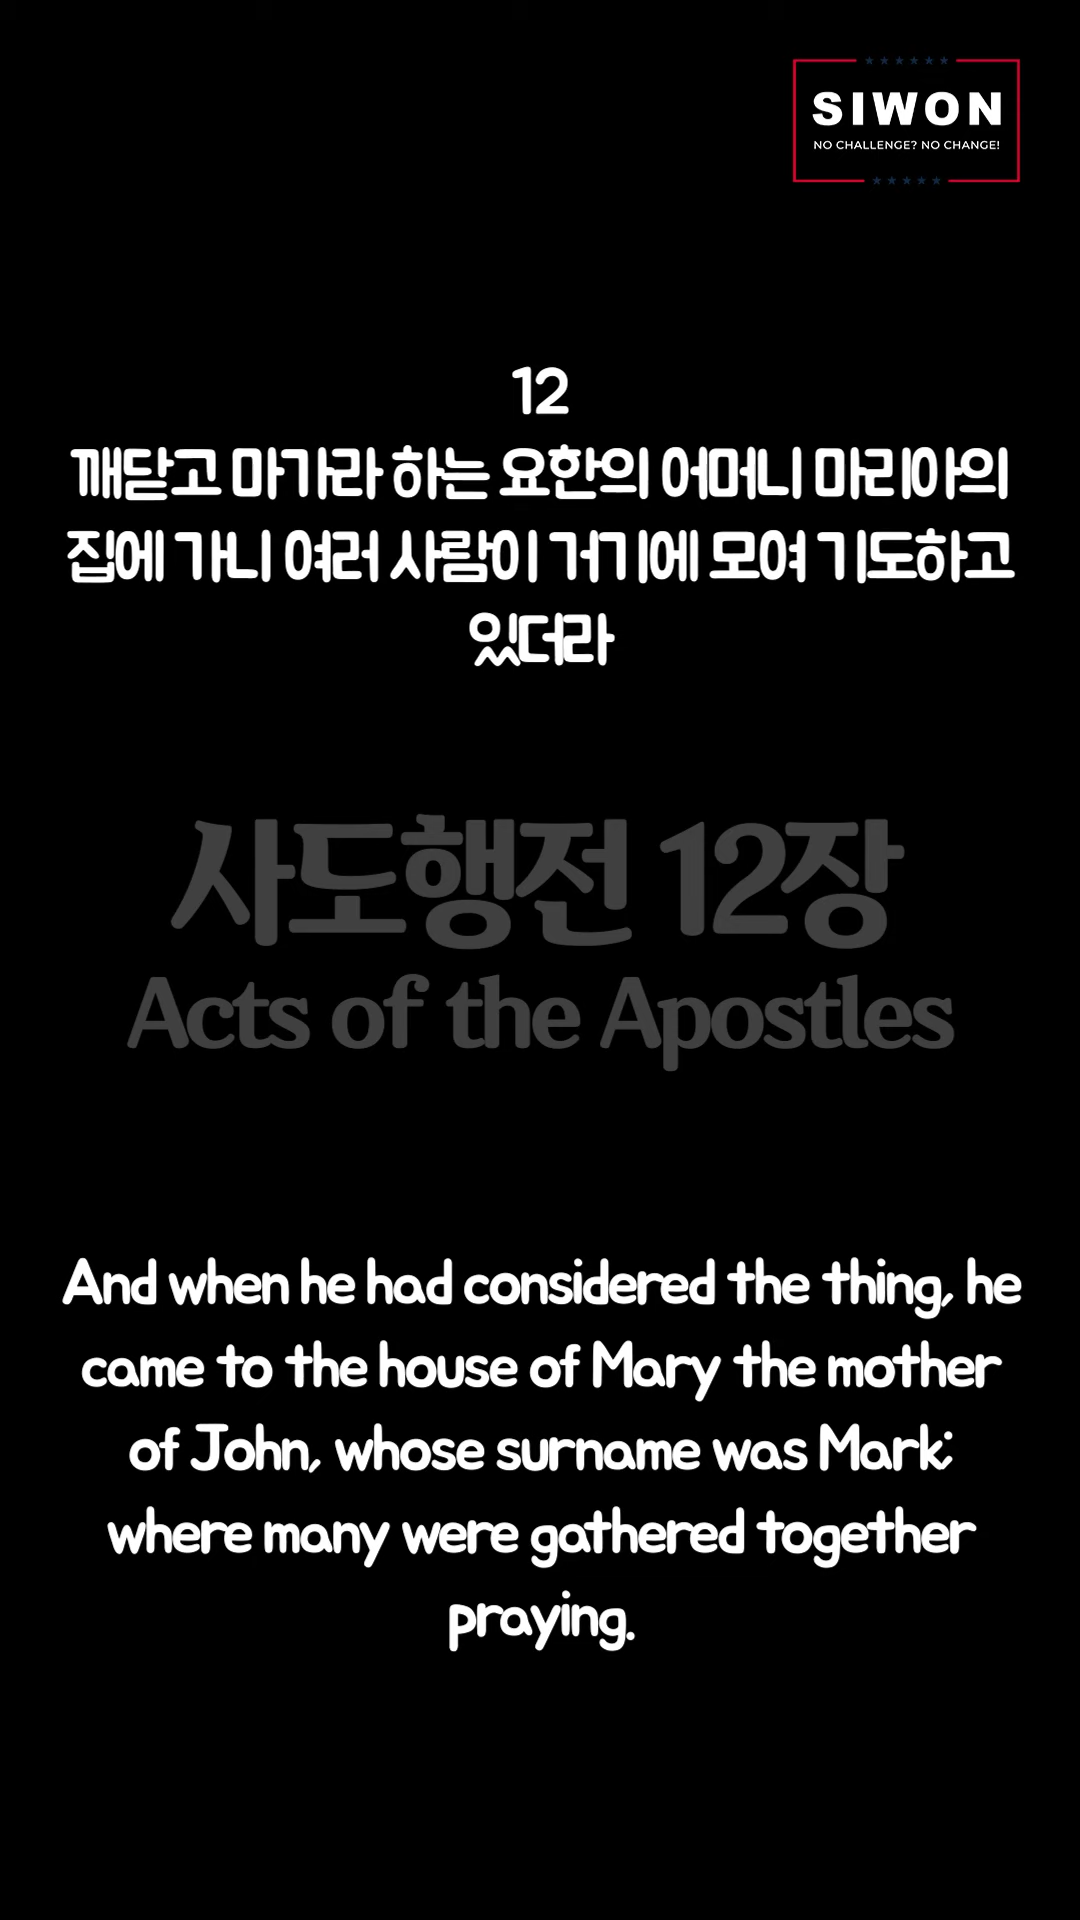 SIWON
NO CHALLENGE? NO CHANGE!
12
깨닫고 마가라 하는 요한의 어머니 마리아의
집에 가니 여러 사람이 거기에 모여 기도하고
있더라
사도행전 12장
Acts of the Apostles
And when he had considered the thing, he
came to the house of Mary the mother
of John, whose surname was Mark;
where many were gathered together
praying.